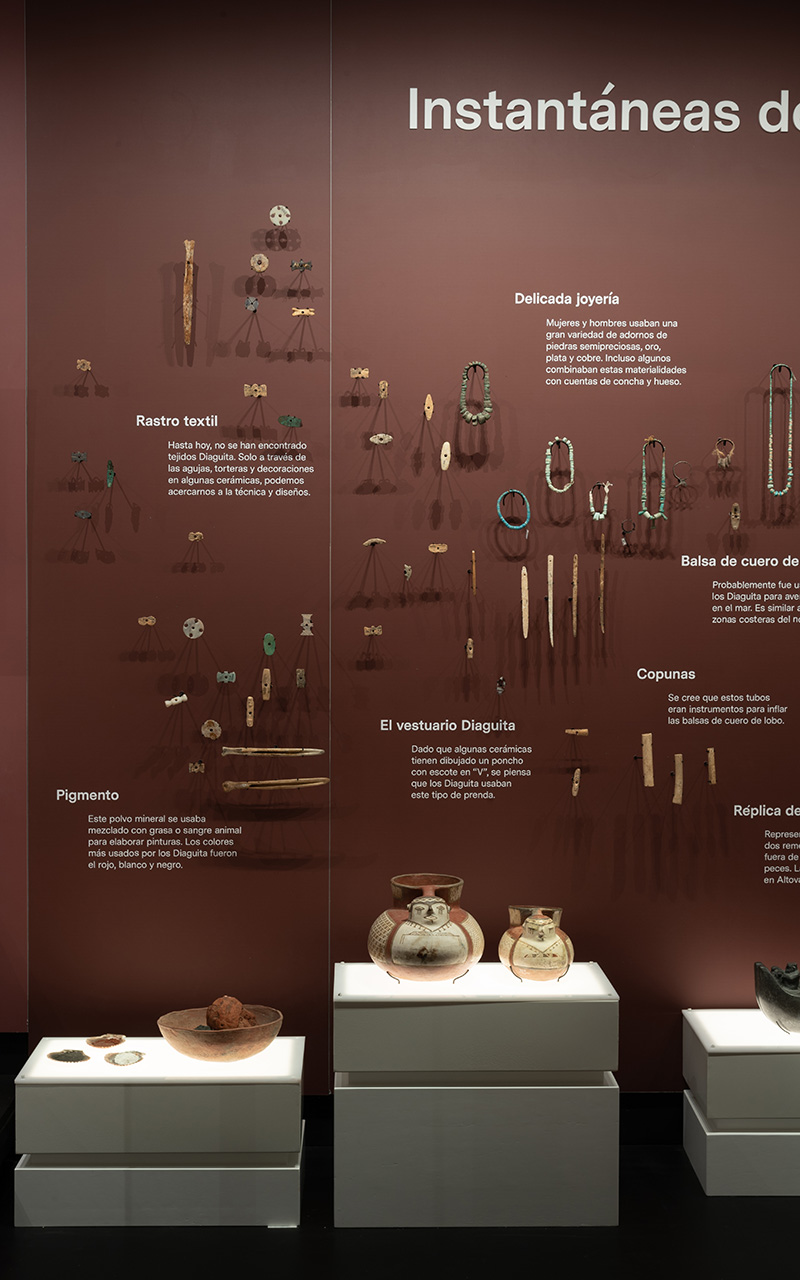 Instantáneas de
Delicada joyería
Mujeres y hombres usaban una
gran variedad de adornos de
piedras semipreciosas, oro,
plata y cobre. Incluso algunos
combinaban estas materialidades
con cuentas de concha y hueso.
Rastro textil
Hasta hoy, no se han encontrado
tejidos Diaguita. Solo a través de
las agujas, torteras y decoraciones
en algunas cerámicas, podemos
acercarnos a la técnica y diseños.
Balsa de cuero de
Probablemente fue
los Diaguita para
en el mar. Es similar
zonas costeras del
Copunas
Se cree que estos tubos
eran instrumentos para inflar
las balsas de cuero de lobo.
El vestuario Diaguita
Dado que algunas cerámicas
tienen dibujado un poncho
con escote en “V”, se piensa
que los Diaguita usaban
este tipo de prenda.
Pigmento
Este polvo mineral se usaba
mezclado con grasa o sangre animal
para elaborar pinturas. Los colores
más usados por los Diaguita fueron
el rojo, blanco y negro.
Réplica de
dos
fuera de
peces.
en